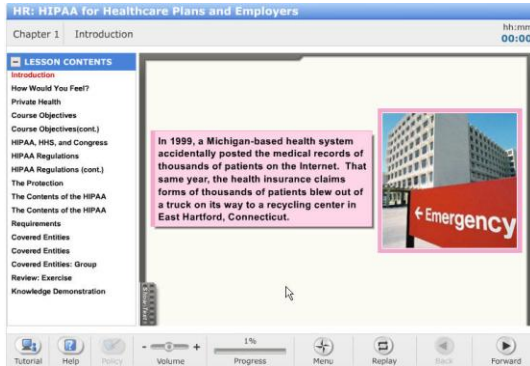 HR: HIPAA for Healthcare Plans and Employers
Chapter 1 Introduction
hh:mm
00:00
LESSON CONTENTS
Introduction
How Would You Feel?
Private Health
Course Objectives
Course Objectives(cont.)
HIPAA, HHS, and Congress
HIPAA Regulations
HIPAA Regulations (cont.)
The Protection
The Contents of the HIPAA
The Contents of the HIPAA
Requirements
Covered Entities
Covered Entities
Covered Entities: Group
Review: Exercise
Knowledge Demonstration
In 1999, a Michigan-based health system
accidentally posted the medical records of
thousands of patients on the Internet. That
same year, the health insurance claims
forms of thousands of patients blew out of
a truck on its way to a recycling center in
East Hartford, Connecticut.
Emergency
1%
Tutorial Help Policy Volume Progress Menu Replay Back Forward